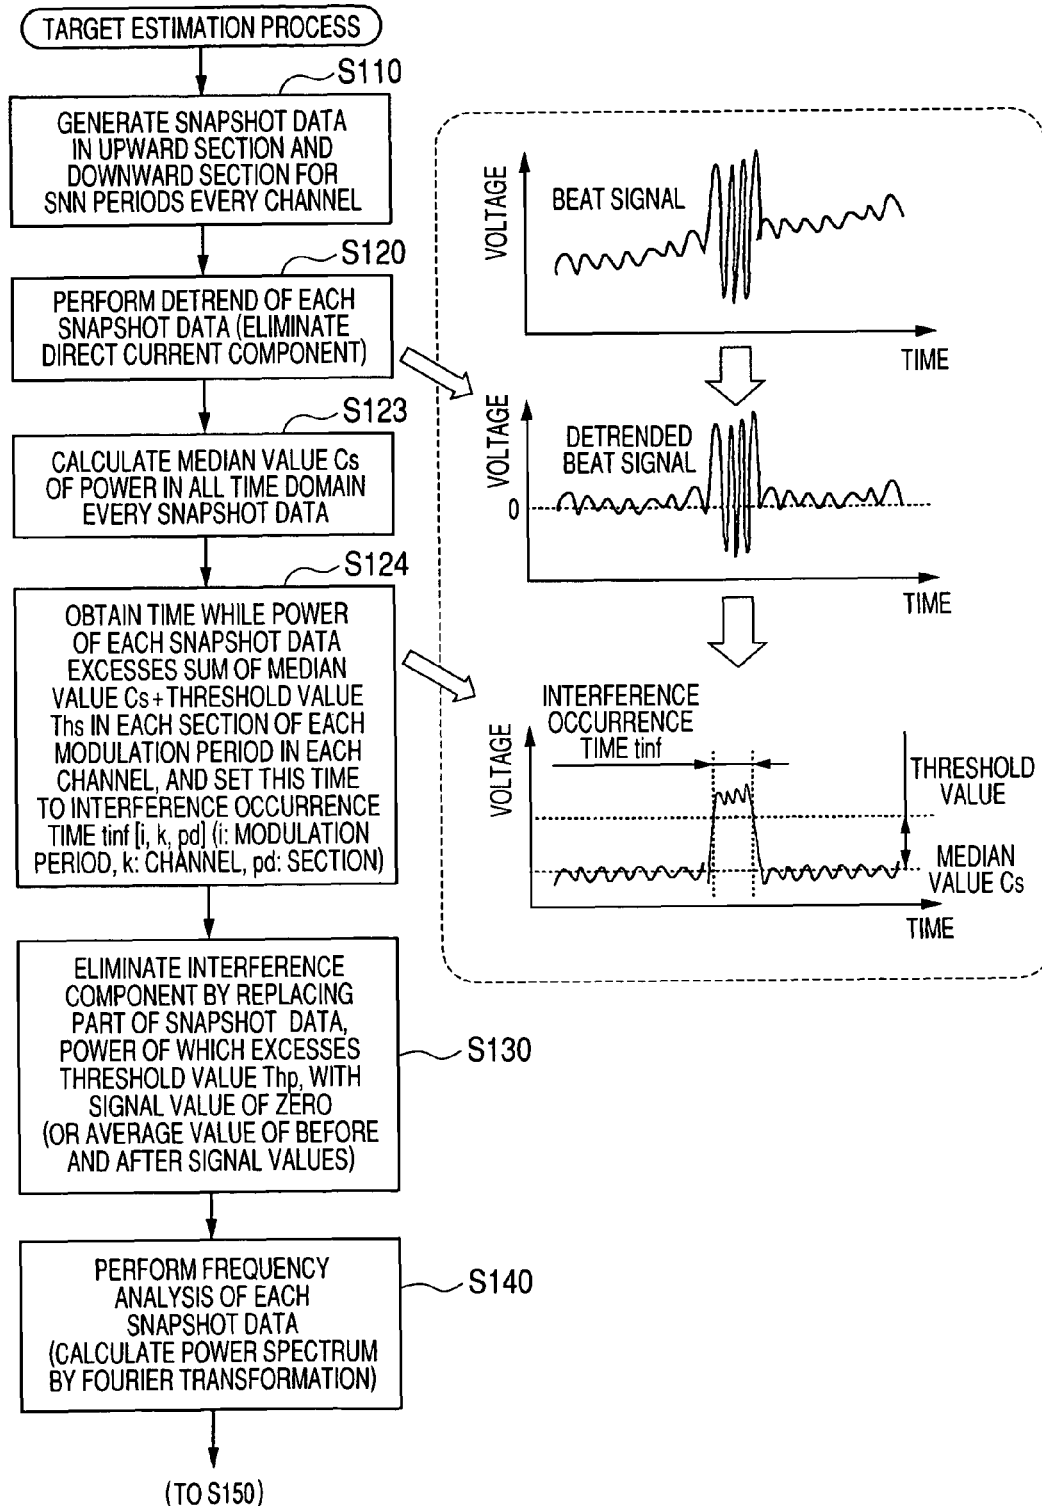 TARGET ESTIMATION PROCESS
S110
GENERATE SNAPSHOT DATA
IN UPWARD SECTION AND
DOWNWARD SECTION FOR
SNN PERIODS EVERY CHANNEL
S120
PERFORM DETREND OF EACH
SNAPSHOT DATA (ELIMINATE
DIRECT CURRENT COMPONENT)
S123
CALCULATE MEDIAN VALUE Cs
OF POWER IN ALL TIME DOMAIN
EVERY SNAPSHOT DATA
S124
OBTAIN TIME WHILE POWER
OF EACH SNAPSHOT DATA
EXCESSES SUM OF MEDIAN
VALUE Cs+THRESHOLD VALUE
Ths IN EACH SECTION OF EACH
MODULATION PERIOD IN EACH
CHANNEL, AND SET THIS TIME
TO INTERFERENCE OCCURRENCE
TIME tinf [i, k, pd] (i: MODULATION
PERIOD, k: CHANNEL, pd: SECTION)
ELIMINATE INTERFERENCE
COMPONENT BY REPLACING
PART OF SNAPSHOT DATA,
POWER OF WHICH EXCESSES
THRESHOLD VALUE Thp, WITH
SIGNAL VALUE OF ZERO
(OR AVERAGE VALUE OF BEFORE
AND AFTER SIGNAL VALUES)
S130
PERFORM FREQUENCY
ANALYSIS OF EACH
SNAPSHOT DATA
(CALCULATE POWER SPECTRUM
BY FOURIER TRANSFORMATION)
S140
(TO S150)
VOLTAGE
BEAT SIGNAL
TIME
VOLTAGE
DETRENDED
BEAT SIGNAL
0
TIME
INTERFERENCE
OCCURRENCE
TIME tinf
VOLTAGE
THRESHOLD
VALUE
MEDIAN
VALUE Cs
TIME